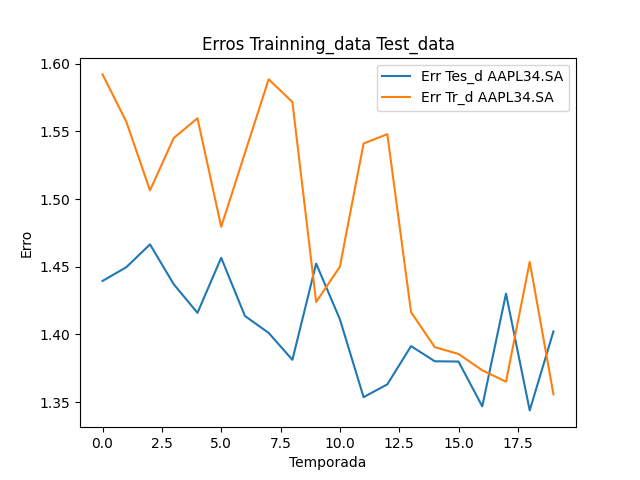 Erros Trainning_data Test_data
Err Tes_d AAPL34.SA
Err Tr_d AAPL34.SA
1.60
1.55
1.50
1.45
1.40
1.35
Erro
0.0 2.5 5.0 7.5 10.0 12.5 15.0 17.5
Temporada